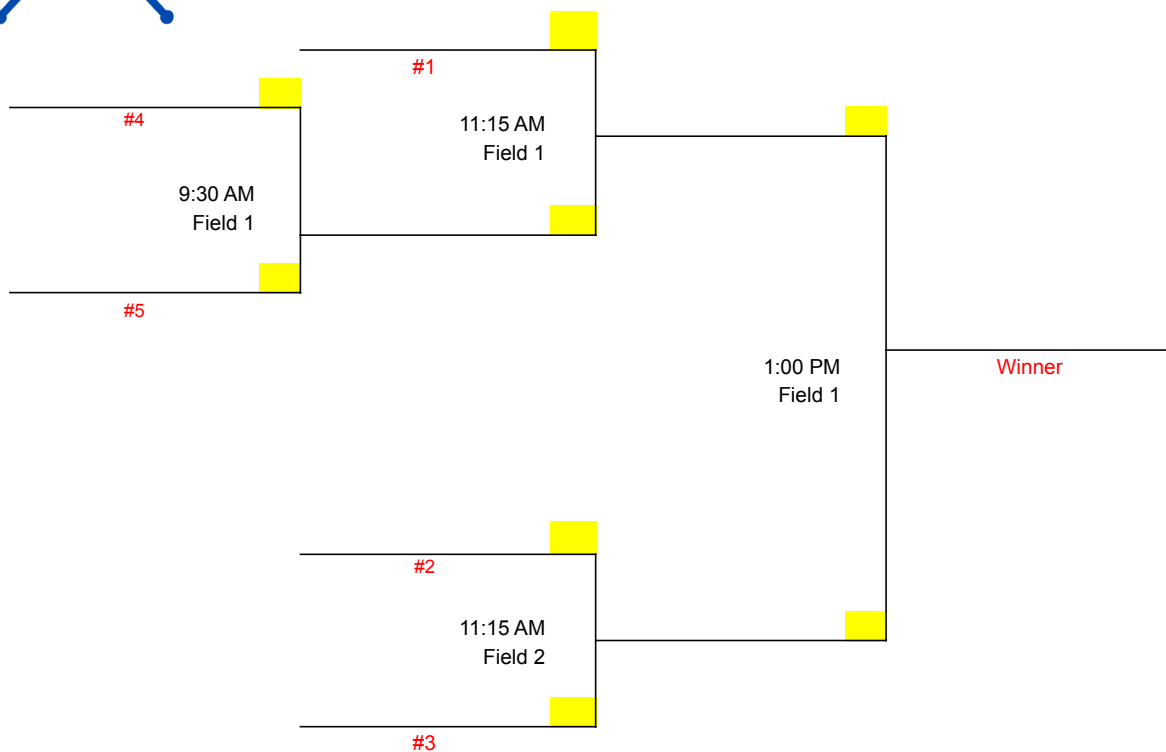 #1
#4
11:15 AM
Field 1
9:30 AM
Field 1
#5
1:00 PM
Field 1
Winner
#2
11:15 AM
Field 2
#3